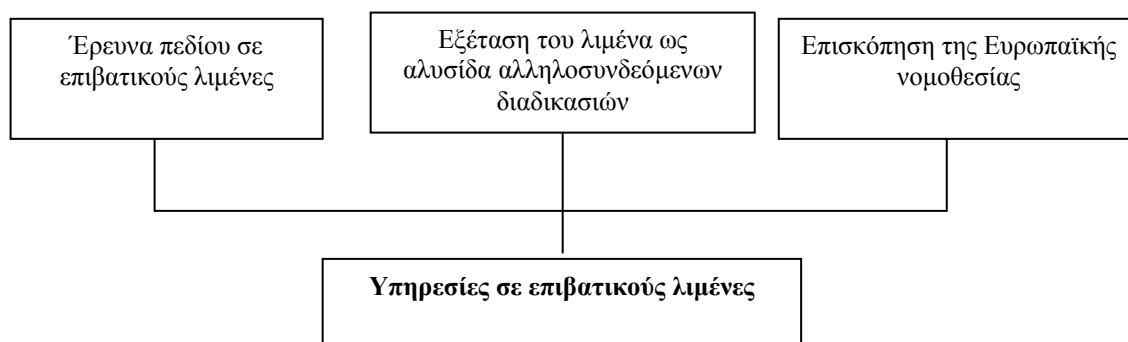 Έρευνα πεδίου σε
επιβατικούς λιμένες
Εξέταση του λιμένα ως
αλυσίδα αλληλοσυνδεόμενων
διαδικασιών
Επισκόπηση της Ευρωπαϊκής
νομοθεσίας
Υπηρεσίες σε επιβατικούς λιμένες